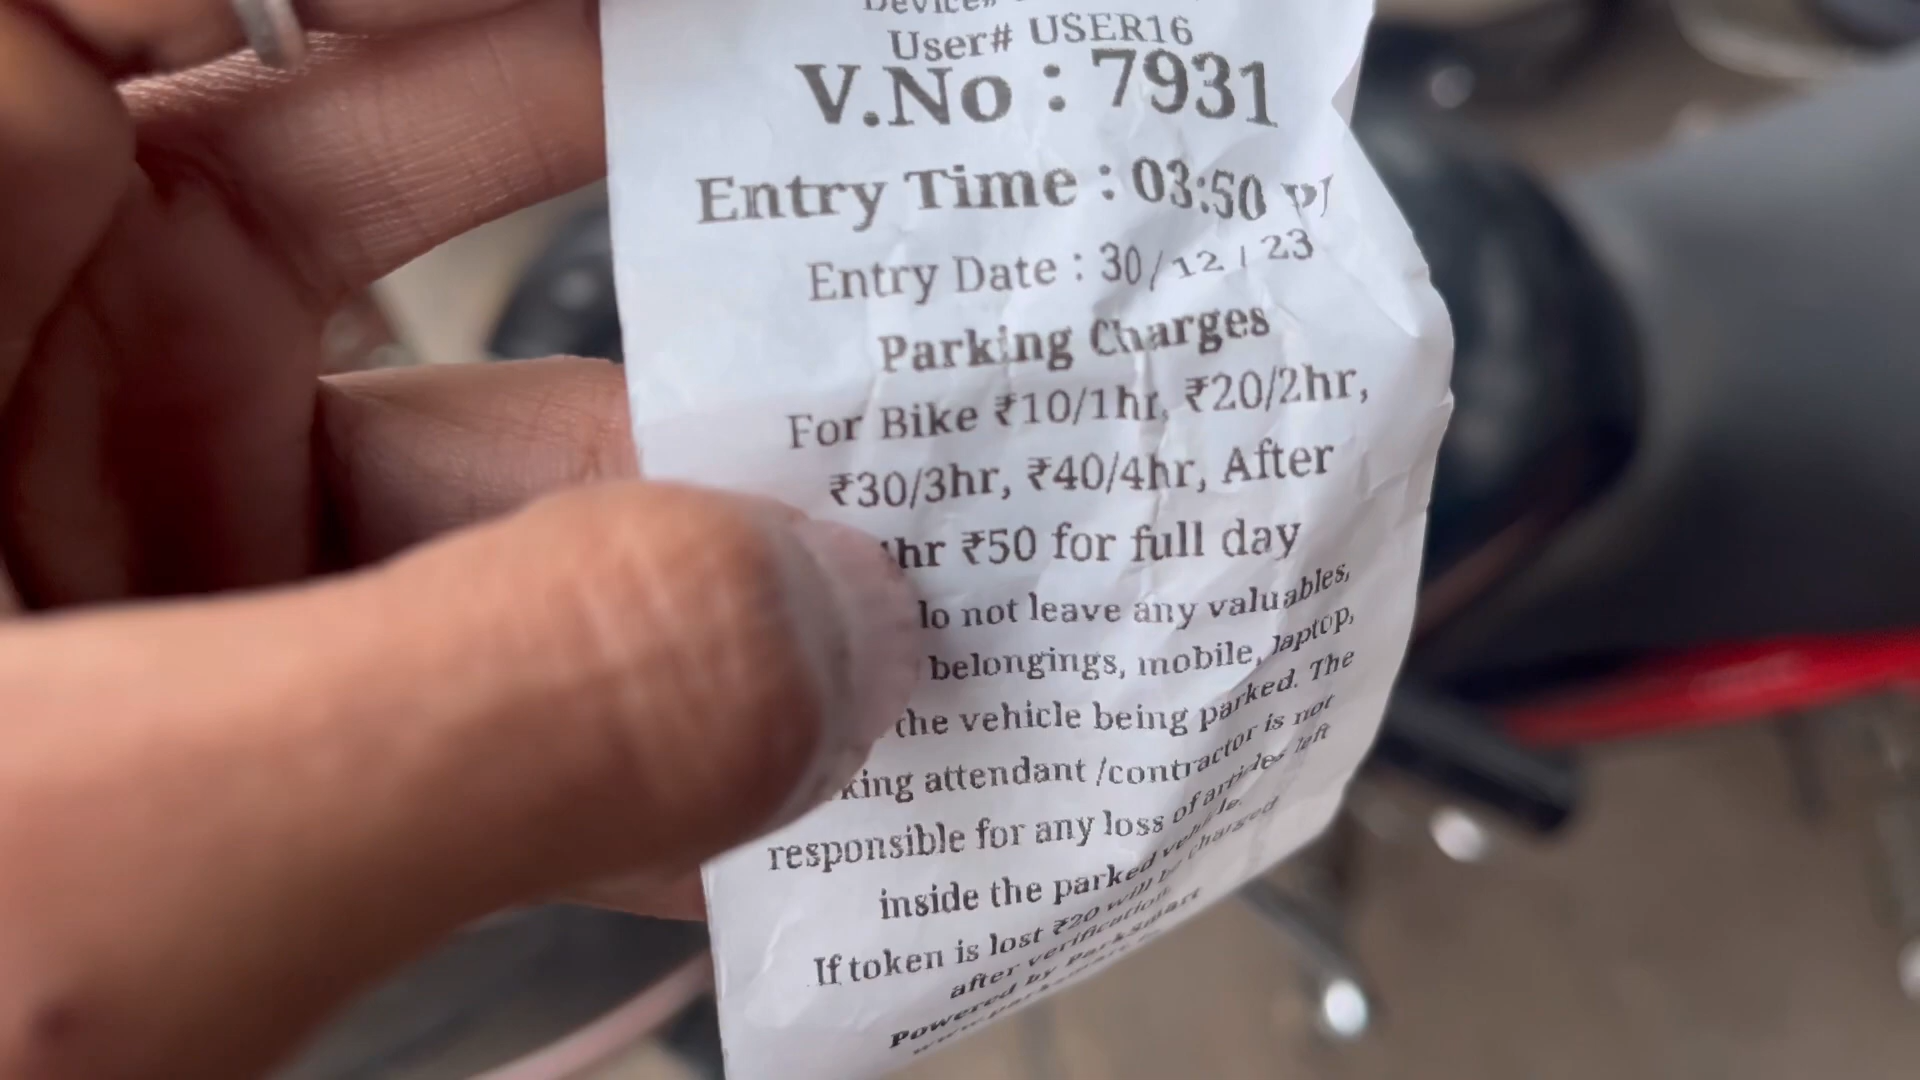 User# USER16
V.No : 7931
Entry Time : 03:50
Entry Date : 30/12/23
Parking Charges
For Bike ₹10/1hr, ₹20/2hr,
₹30/3hr, ₹40/4hr, After
hr ₹50 for full day
not leave any valuables,
belongings, mobile, laptop,
the vehicle being parked. The
attendant /contractor is not
responsible for any loss of articles left
inside the parked vehicle.
If token is lost ₹20 will be charged
after verification.
Powered by ParkSmart